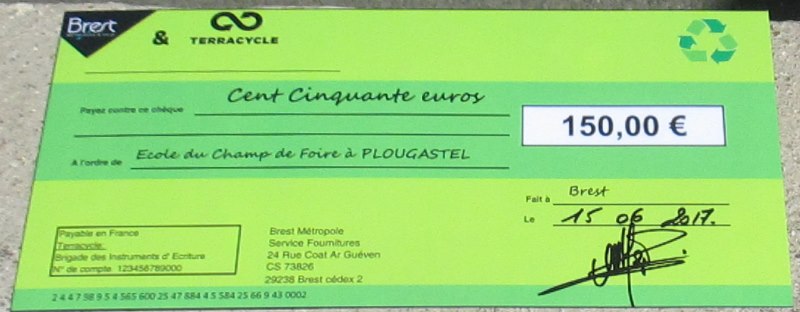 Brest
&
TERRACYCLE
Payez contre ce chèque Cent Cinquante euros
150,00 €
A l'ordre de Ecole du Champ de Foire à PLOUGASTEL
Fait à Brest
Le 15 06 2017.
Payable en France
Terracycle.
Brigade des Instruments d' Ecriture
N° de compte 123456789000
Brest Métropole
Service Fournitures
24 Rue Coat Ar Guéven
CS 73826
29238 Brest cédex 2
2 4 4 7 98 9 5 4 565 600 25 47 884 4 5 584 25 66 9 43 0002